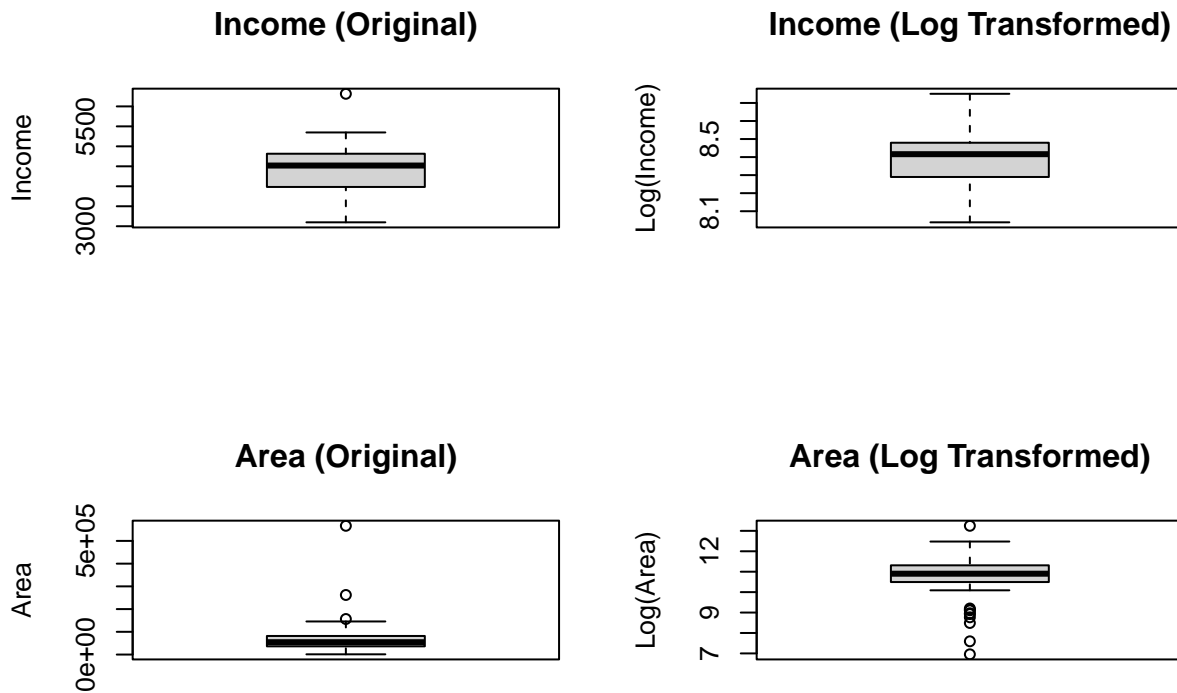 Income (Original)
Income
5500
3000
Income (Log Transformed)
Log(Income)
8.5
8.1
Area (Original)
Area
5e+05
0e+00
Area (Log Transformed)
Log(Area)
12
9
7